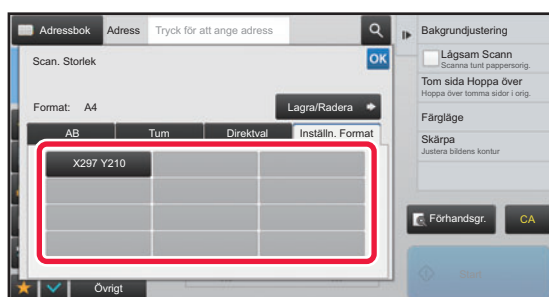 Adressbok
Adress
Tryck för att ange adress
Scan. Storlek
OK
Format: A4
Lagra/Radera
AB
Tum
Direktval
Inställn. Format
X297 Y210
Övrigt
Bakgrundjustering
Lågsam Scann
Scanna tunt pappersorig.
Tom sida Hoppa över
Hoppa över tomma sidor i orig.
Färgläge
Skärpa
Justera bildens kontur
Förhandsgr.
CA
Start